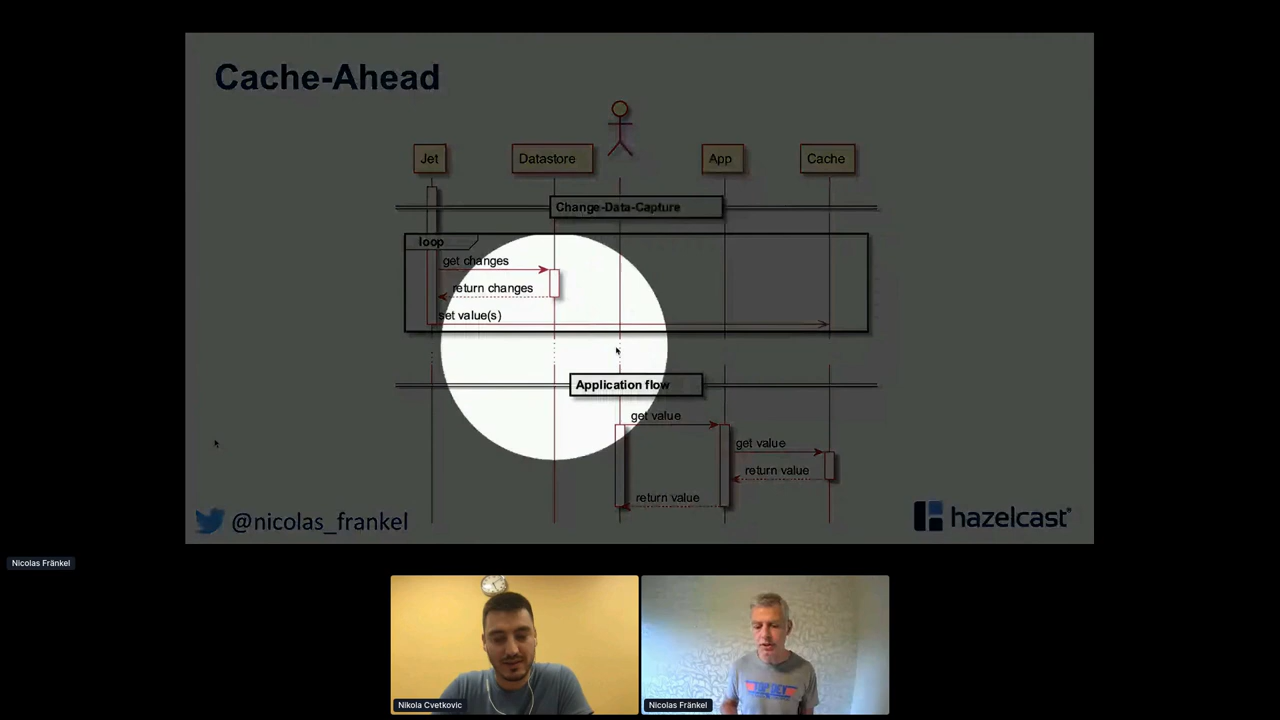 Cache-Ahead
Jet
Datastore
App
Cache
Change-Data-Capture
loop
get changes
return changes
set value(s)
Application flow
get value
get value
return value
return value
@nicolas_frankel
hazelcast
Nicolas Fränkel
Nikola Cvetkovic
Nicolas Fränkel